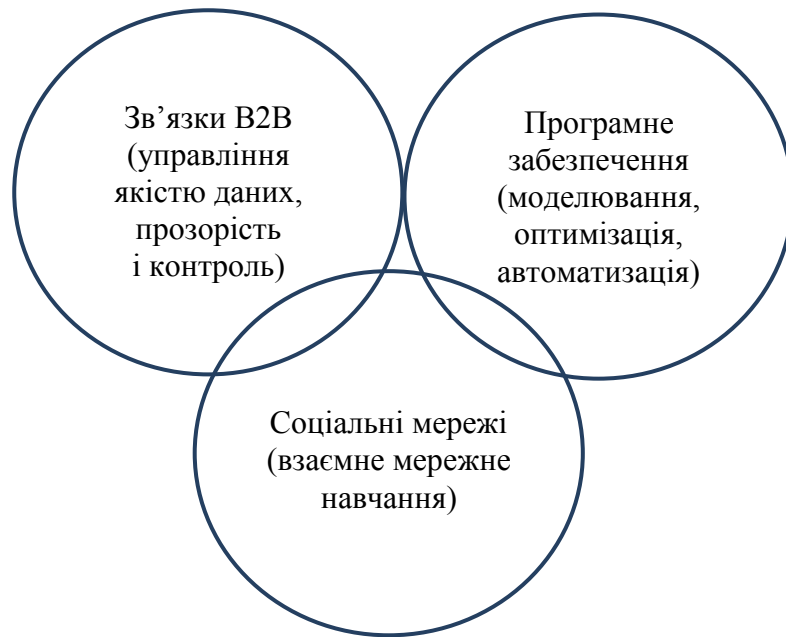 Зв’язки B2B
(управління
якістю даних,
прозорість
і контроль)
Програмне
забезпечення
(моделювання,
оптимізація,
автоматизація)
Соціальні мережі
(взаємне мережне
навчання)